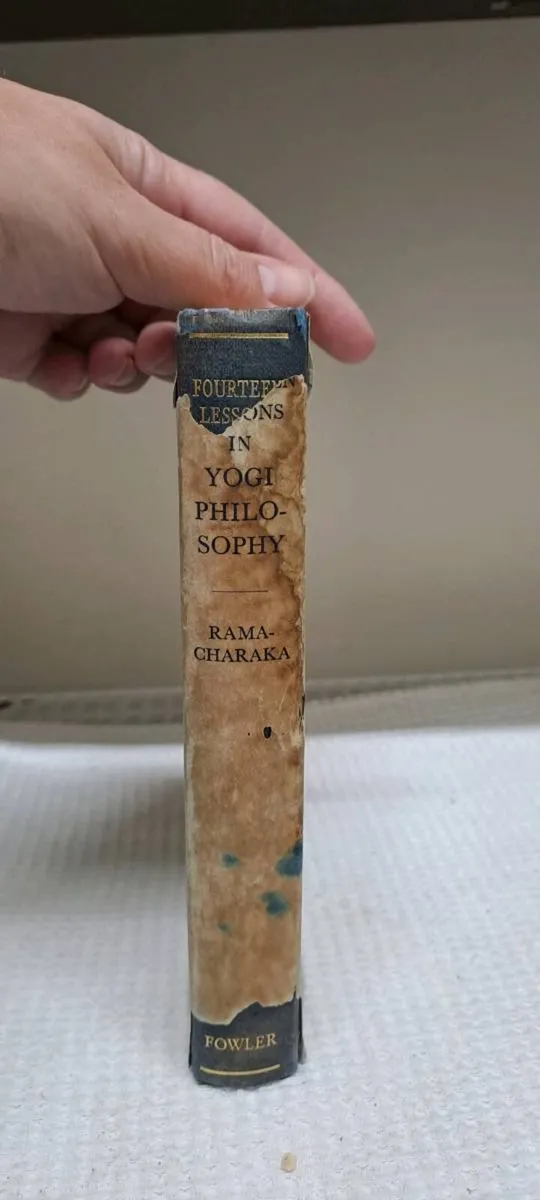 FOURTEEN
LESSONS
IN
YOGI
PHILO-
SOPHY
RAMA-
CHARAKA
FOWLER